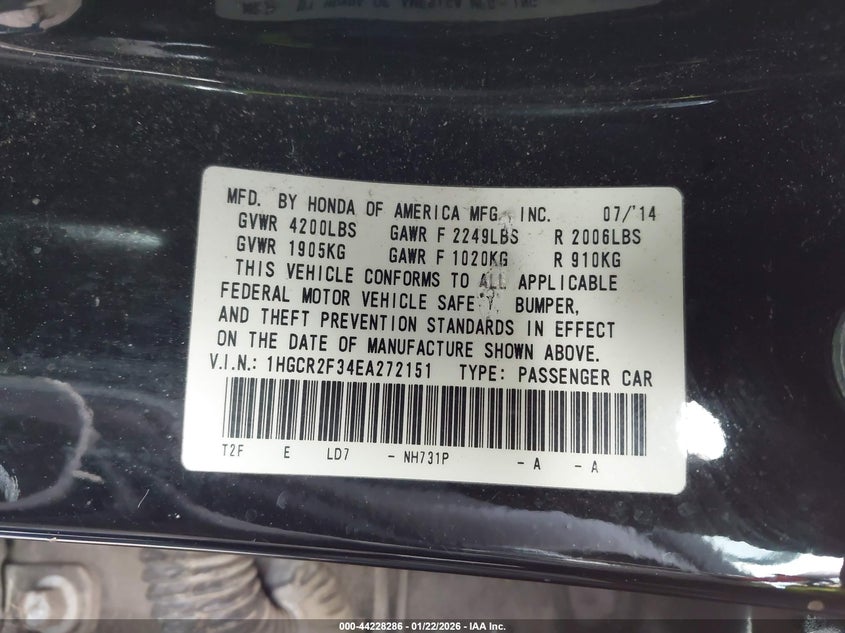 MFD. BY HONDA OF AMERICA MFG. INC. 07/'14
GVWR 4200LBS GAWR F 2249LBS R 2006LBS
GVWR 1905KG GAWR F 1020KG R 910KG
THIS VEHICLE CONFORMS TO ALL APPLICABLE
FEDERAL MOTOR VEHICLE SAFETY, BUMPER,
AND THEFT PREVENTION STANDARDS IN EFFECT
ON THE DATE OF MANUFACTURE SHOWN ABOVE.
V.I.N.: 1HGCR2F34EA272151 TYPE: PASSENGER CAR
T2F E LD7 - NH731P - A - A
000-44228286 - 01/22/2026 - IAA Inc.